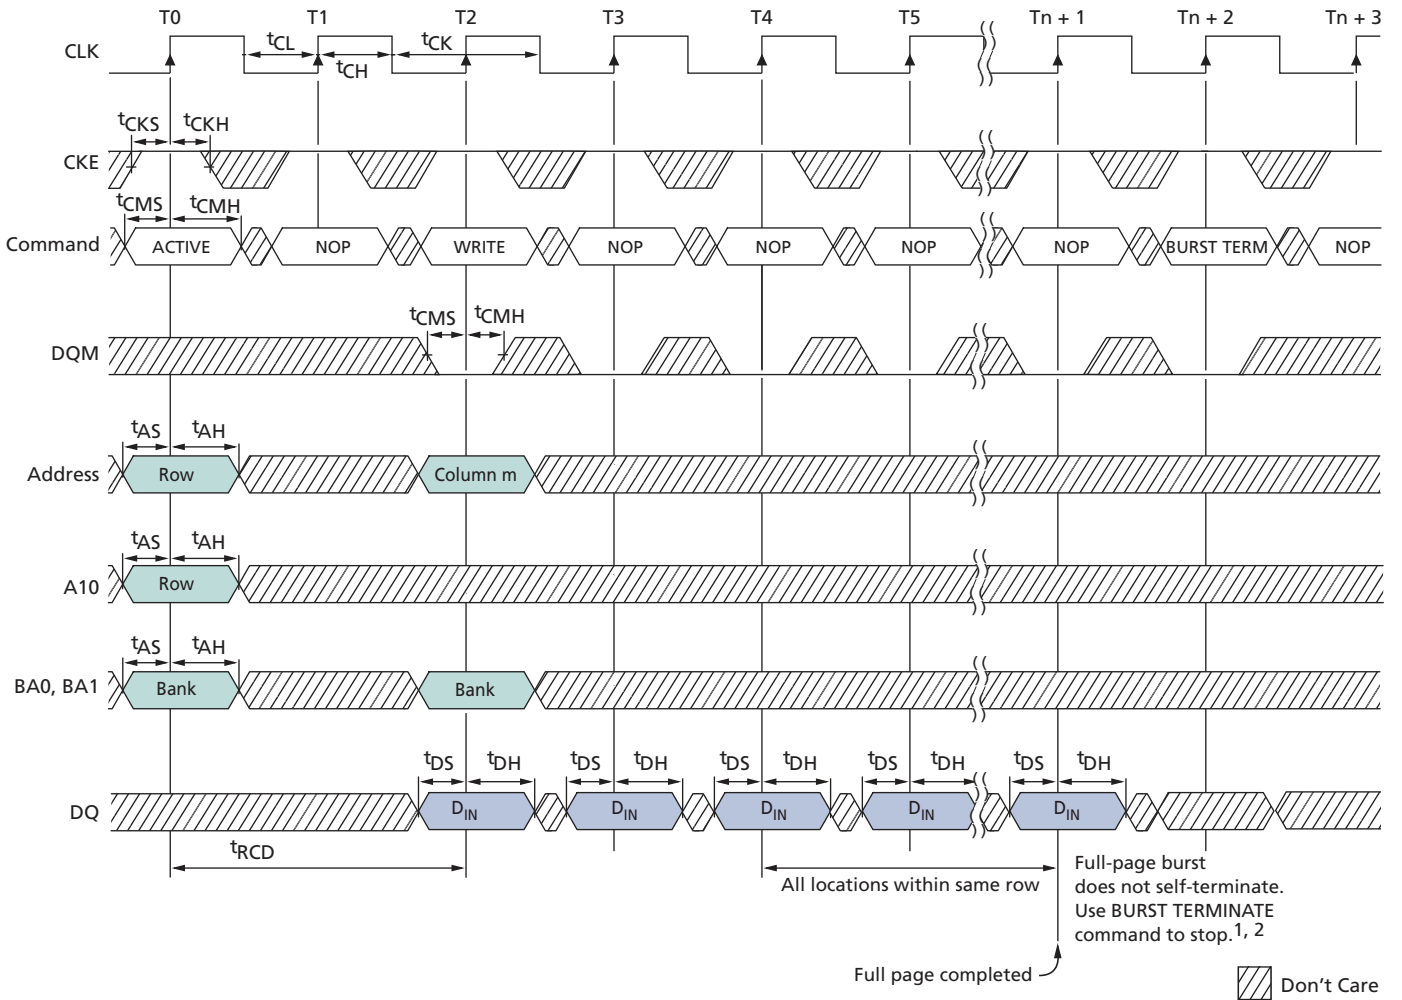 T0 T1 T2 T3 T4 T5 Tn + 1 Tn + 2 Tn + 3
CLK
tCL tCK
tCH
tCKS tCKH
CKE
tCMS tCMH
Command ACTIVE NOP WRITE NOP NOP NOP NOP BURST TERM NOP
tCMS tCMH
DQM
tAS tAH
Address Row Column m
tAS tAH
A10 Row
tAS tAH
BA0, BA1 Bank Bank
tDS tDH tDS tDH tDS tDH tDS tDH tDS tDH
DQ DIN DIN DIN DIN DIN
tRCD
All locations within same row
Full-page burst
does not self-terminate.
Use BURST TERMINATE
command to stop.1, 2
Full page completed
Don't Care